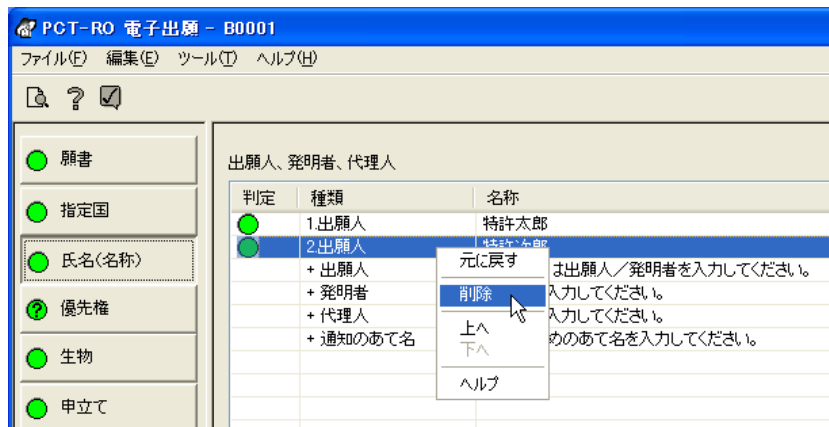 PCT-RO 電子出願 - B0001
ファイル(F) 編集(E) ツール(T) ヘルプ(H)
願書
指定国
氏名(名称)
優先権
生物
申立て
出願人、発明者、代理人
判定 種類 名称
1.出願人 特許太郎
2.出願人 特許次郎
+ 出願人 は出願人／発明者を入力してください。
+ 発明者 入力してください。
+ 代理人 入力してください。
+ 通知のあて名 めのあて名を入力してください。
元に戻す
削除
上へ
下へ
ヘルプ